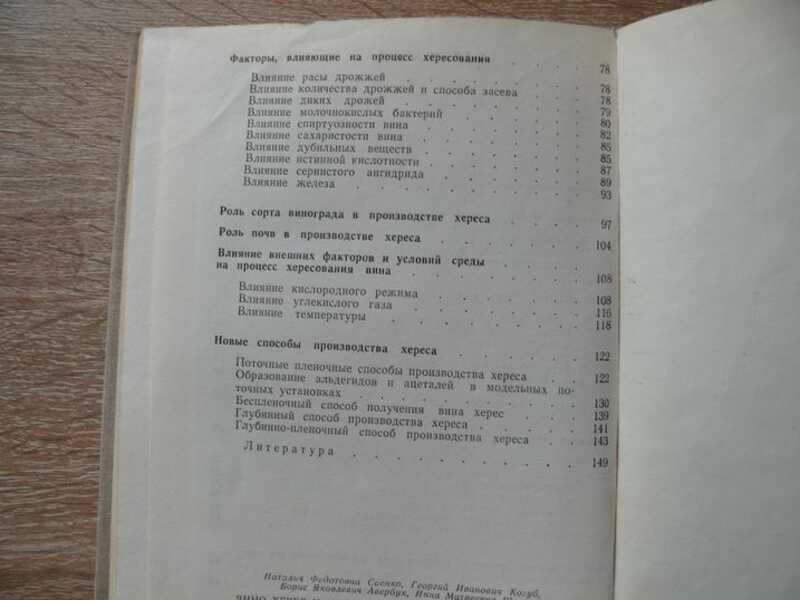 Факторы, влияющие на процесс хересования . . . . 78
Влияние расы дрожжей . . . . . . 78
Влияние количества дрожжей и способа засева . . . 78
Влияние диких дрожей . . . . . . 79
Влияние молочнокислых бактерий . . . . . 80
Влияние спиртуозности вина . . . . . . 82
Влияние сахаристости вина . . . . . . 85
Влияние дубильных веществ . . . . . . 85
Влияние истинной кислотности . . . . . . 87
Влияние сернистого ангидрида . . . . . . 89
Влияние железа . . . . . . . 93
Роль сорта винограда в производстве хереса . . . . 97
Роль почв в производстве хереса . . . . . . 104
Влияние внешних факторов и условий среды
на процесс хересования вина . . . . . . 108
Влияние кислородного режима . . . . . . 108
Влияние углекислого газа . . . . . . 116
Влияние температуры . . . . . . 118
Новые способы производства хереса . . . . . 122
Поточные пленочные способы производства хереса . . . 122
Образование альдегидов и ацеталей в модельных по-
точных установках . . . . . . 130
Беспленочный способ получения вина херес . . . . 139
Глубинный способ производства хереса . . . . . 141
Глубинно-пленочный способ производства хереса . . . 143
Литература . . . . . . . . 149
Наталья Федотовна Саенко, Георгий Иванович Козуб,
Борис Яковлевич Авербух, Инна Матвеевна
ВИНО ХЕРЕС